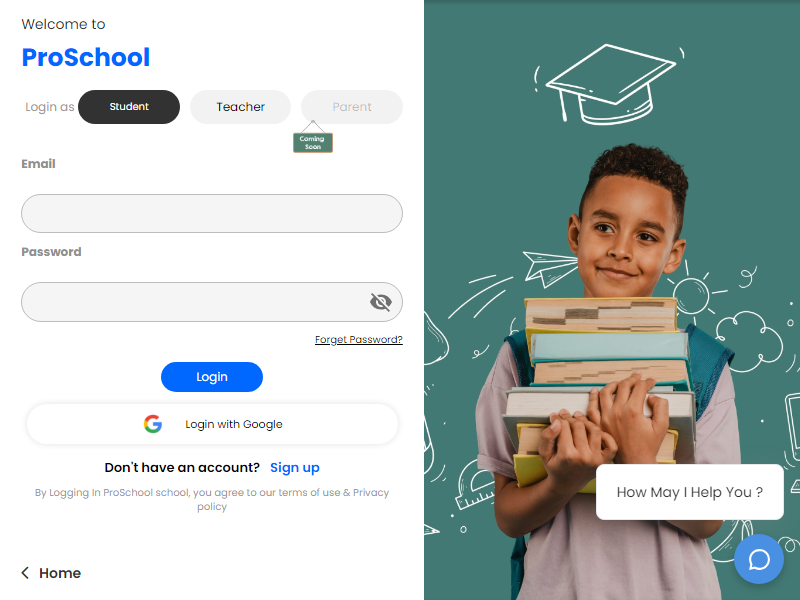 Welcome to
ProSchool
Login as
Student
Teacher
Parent
Coming
Soon
Email
Password
Forget Password?
Login
Login with Google
Don't have an account? Sign up
By Logging In ProSchool school, you agree to our terms of use & Privacy
policy
Home
How May I Help You ?